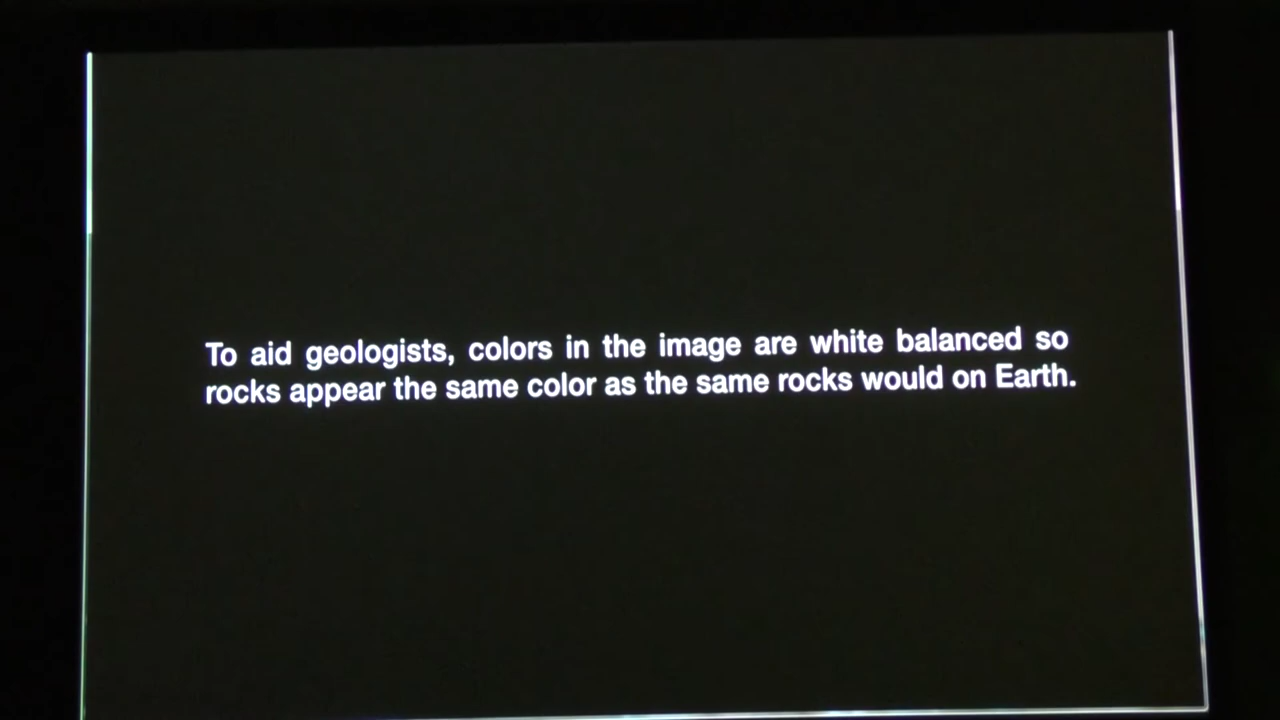 To aid geologists, colors in the image are white balanced so
rocks appear the same color as the same rocks would on Earth.